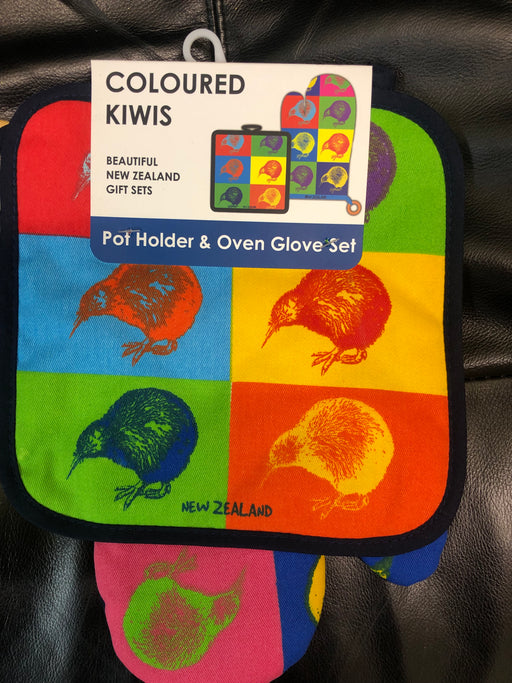 COLOURED
KIWIS
BEAUTIFUL
NEW ZEALAND
GIFT SETS
Pot Holder & Oven Glove Set
NEW ZEALAND